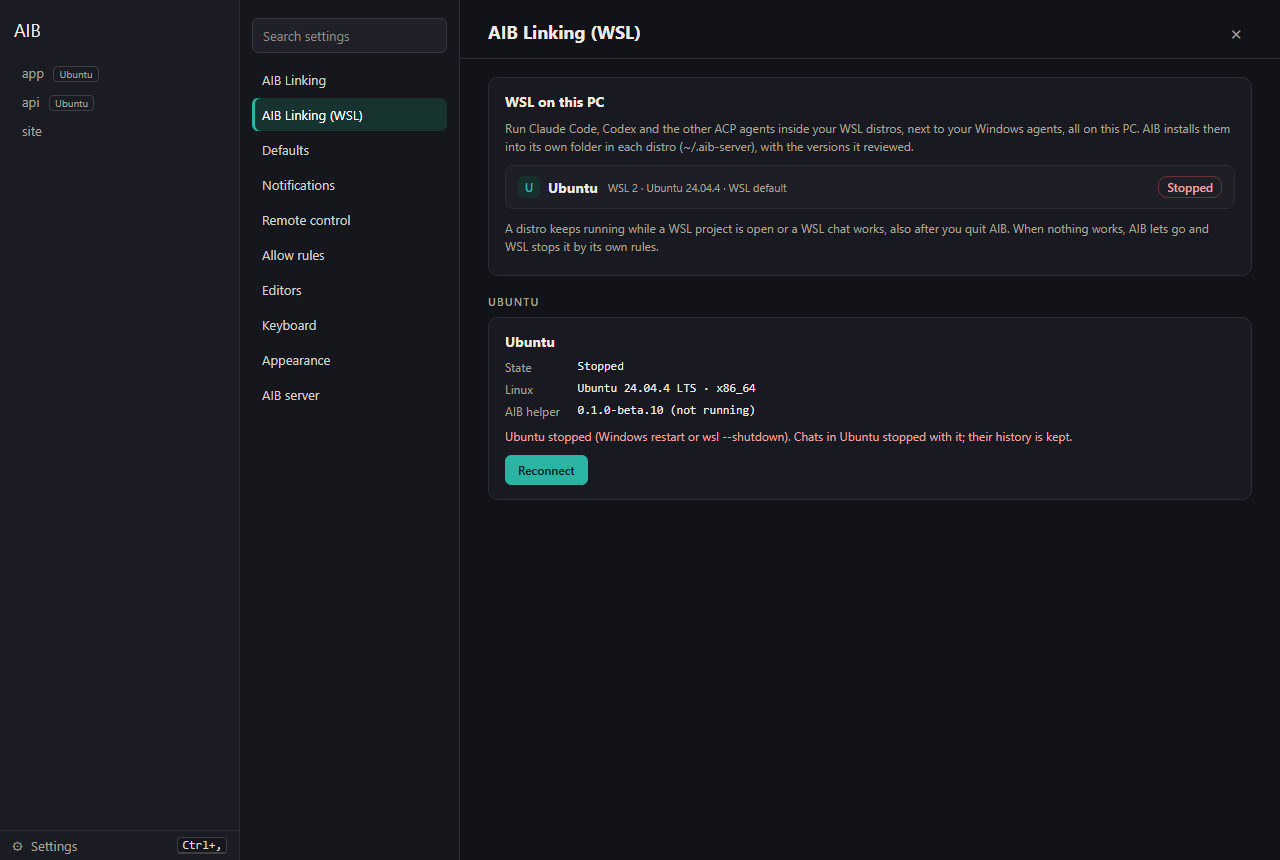 AIB
app Ubuntu
api Ubuntu
site
Settings Ctrl+,
Search settings
AIB Linking
AIB Linking (WSL)
Defaults
Notifications
Remote control
Allow rules
Editors
Keyboard
Appearance
AIB server
AIB Linking (WSL)
WSL on this PC
Run Claude Code, Codex and the other ACP agents inside your WSL distros, next to your Windows agents, all on this PC. AIB installs them
into its own folder in each distro (~/.aib-server), with the versions it reviewed.
U Ubuntu WSL 2 · Ubuntu 24.04.4 · WSL default Stopped
A distro keeps running while a WSL project is open or a WSL chat works, also after you quit AIB. When nothing works, AIB lets go and
WSL stops it by its own rules.
UBUNTU
Ubuntu
State Stopped
Linux Ubuntu 24.04.4 LTS · x86_64
AIB helper 0.1.0-beta.10 (not running)
Ubuntu stopped (Windows restart or wsl --shutdown). Chats in Ubuntu stopped with it; their history is kept.
Reconnect